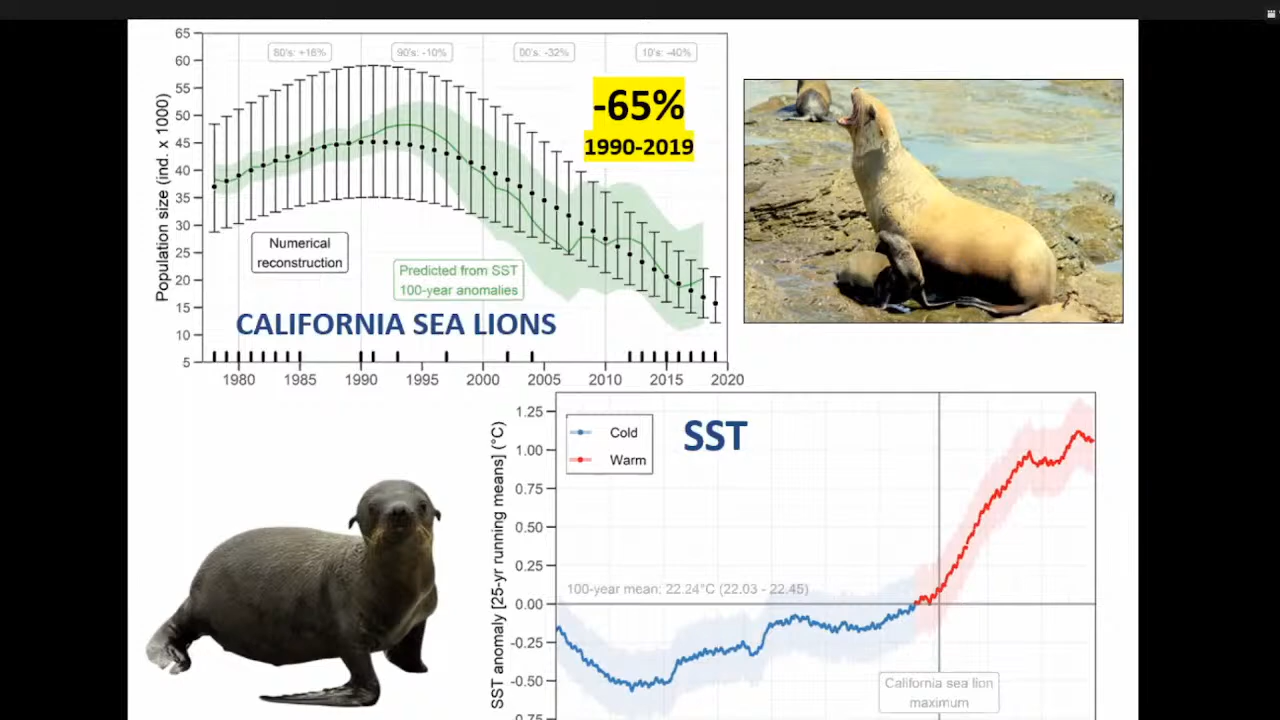 65
60
55
50
45
40
35
30
25
20
15
10
5
Population size (ind. x 1000)
80's: +16%
90's: -10%
00's: -32%
10's: -40%
-65%
1990-2019
Numerical
reconstruction
Predicted from SST
100-year anomalies
CALIFORNIA SEA LIONS
1980
1985
1990
1995
2000
2005
2010
2015
2020
SST anomaly [25-yr running means] (°C)
1.25
1.00
0.75
0.50
0.25
0.00
-0.25
-0.50
-0.75
Cold
Warm
SST
100-year mean: 22.24°C (22.03 - 22.45)
California sea lion
maximum